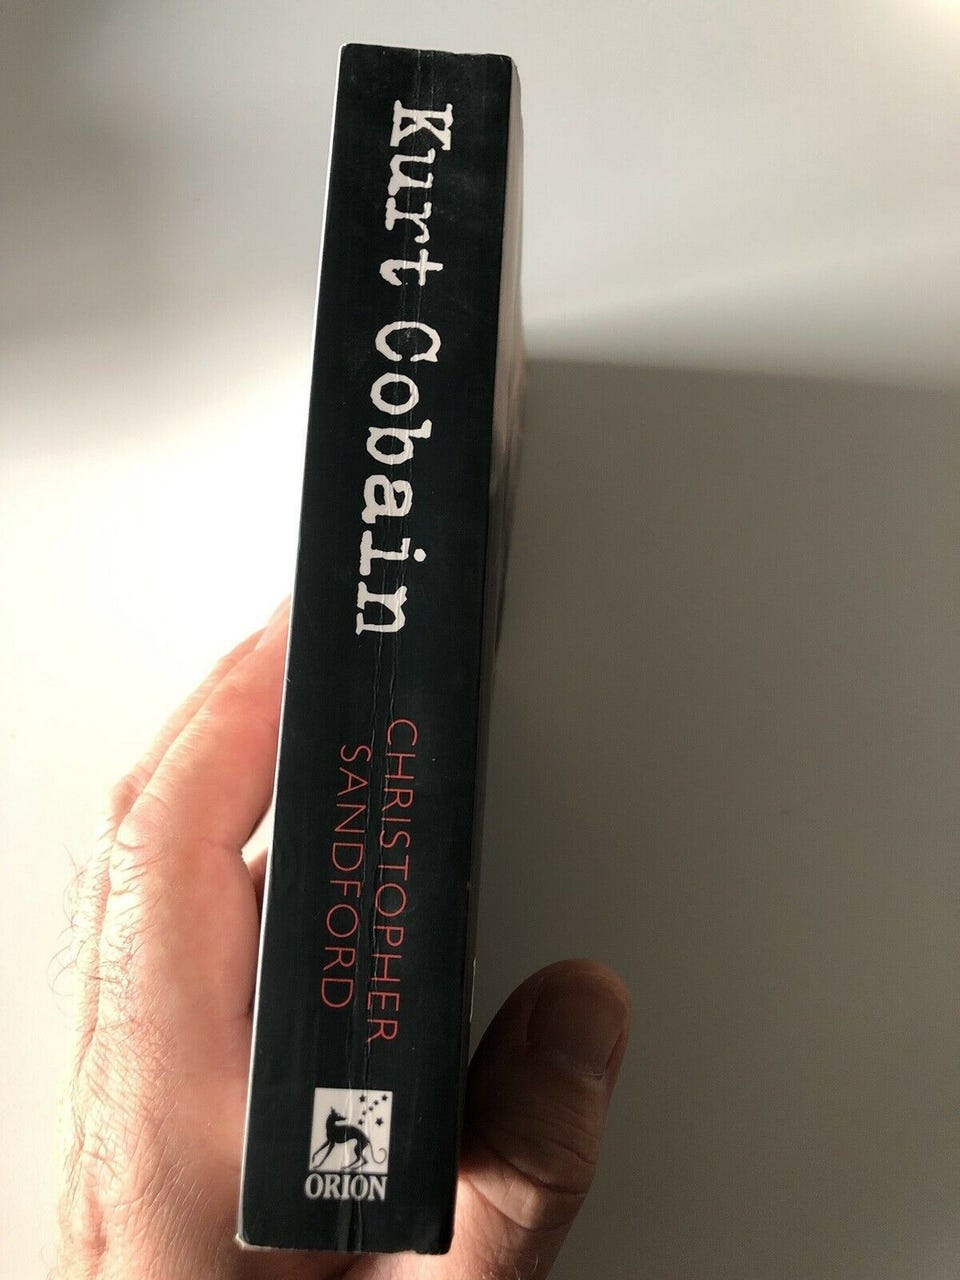 Kurt Cobain
CHRISTOPHER
SANDFORD
ORION